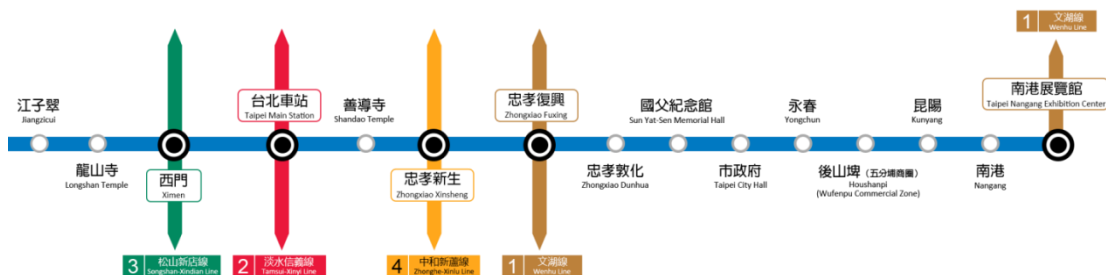 1 文湖線
Wenhu Line
江子翠
Jiangzicui
龍山寺
Longshan Temple
西門
Ximen
台北車站
Taipei Main Station
善導寺
Shandao Temple
忠孝新生
Zhongxiao Xinsheng
忠孝復興
Zhongxiao Fuxing
忠孝敦化
Zhongxiao Dunhua
國父紀念館
Sun Yat-Sen Memorial Hall
市政府
Taipei City Hall
永春
Yongchun
後山埤（五分埔商圈）
Houshanpi
(Wufenpu Commercial Zone)
昆陽
Kunyang
南港
Nangang
南港展覽館
Taipei Nangang Exhibition Center
3 松山新店線
Songshan-Xindian Line
2 淡水信義線
Tamsui-Xinyi Line
4 中和新蘆線
Zhonghe-Xinlu Line
1 文湖線
Wenhu Line